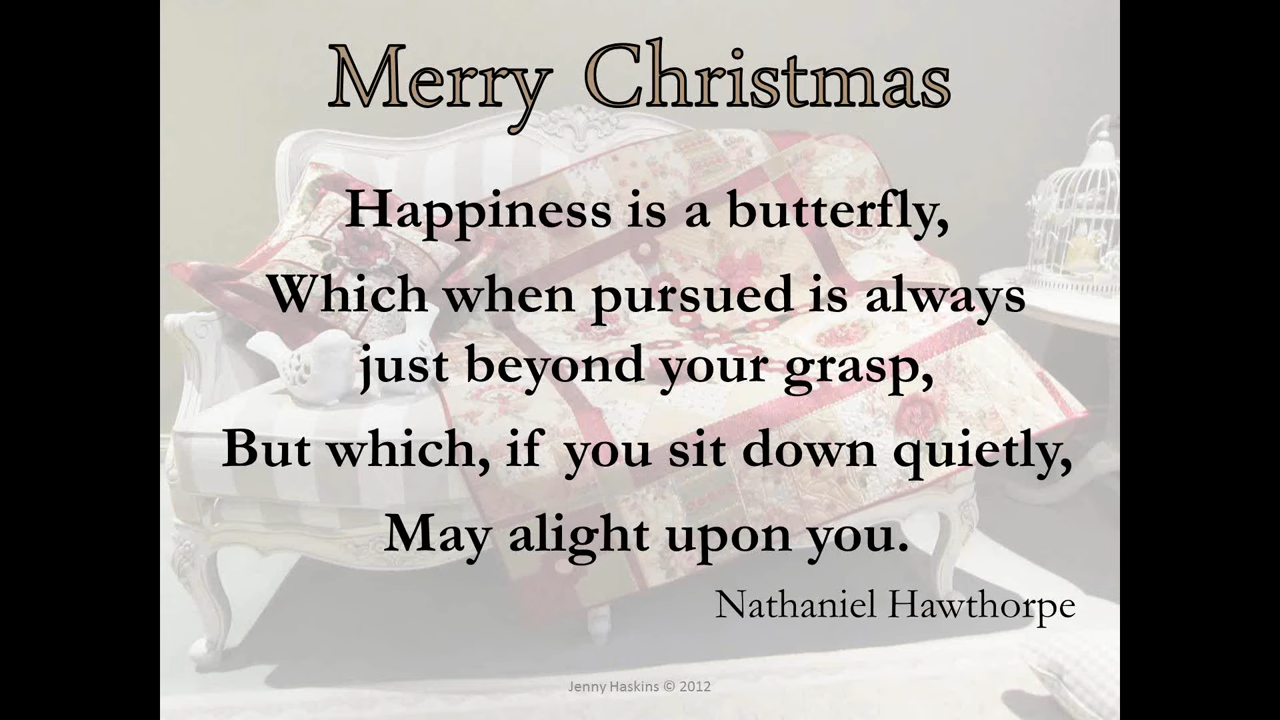 Merry Christmas
Happiness is a butterfly,
Which when pursued is always
just beyond your grasp,
But which, if you sit down quietly,
May alight upon you.
Nathaniel Hawthorpe
Jenny Haskins © 2012